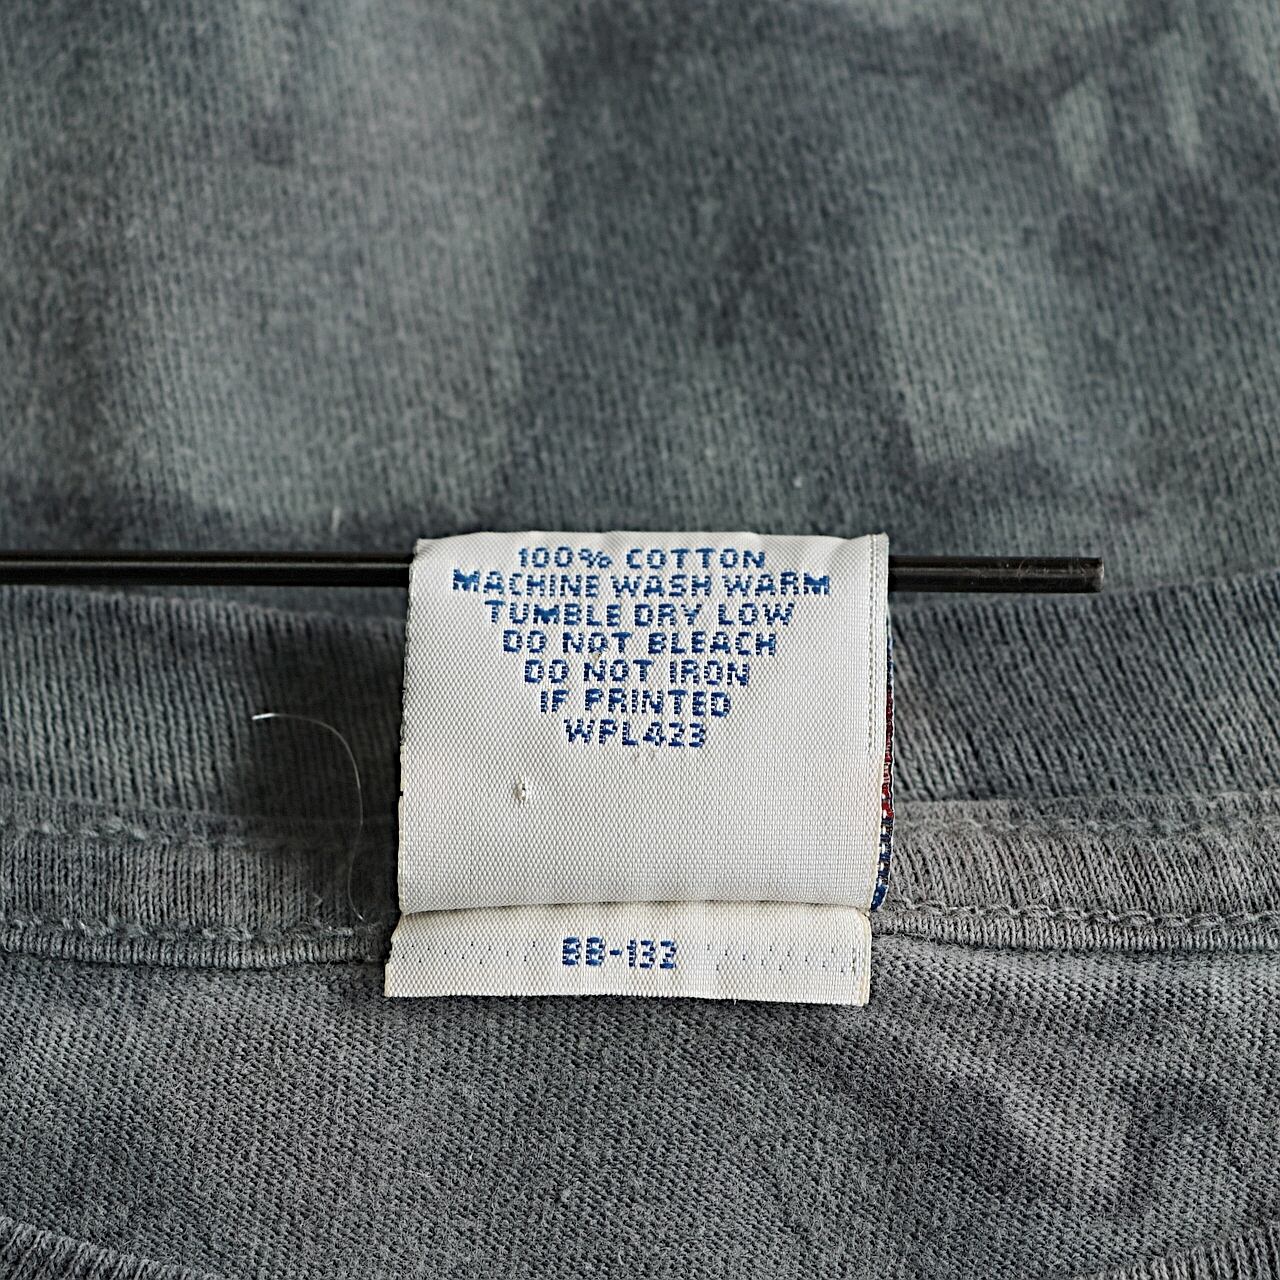 100% COTTON
MACHINE WASH WARM
TUMBLE DRY LOW
DO NOT BLEACH
DO NOT IRON
IF PRINTED
WPL423
BB-132